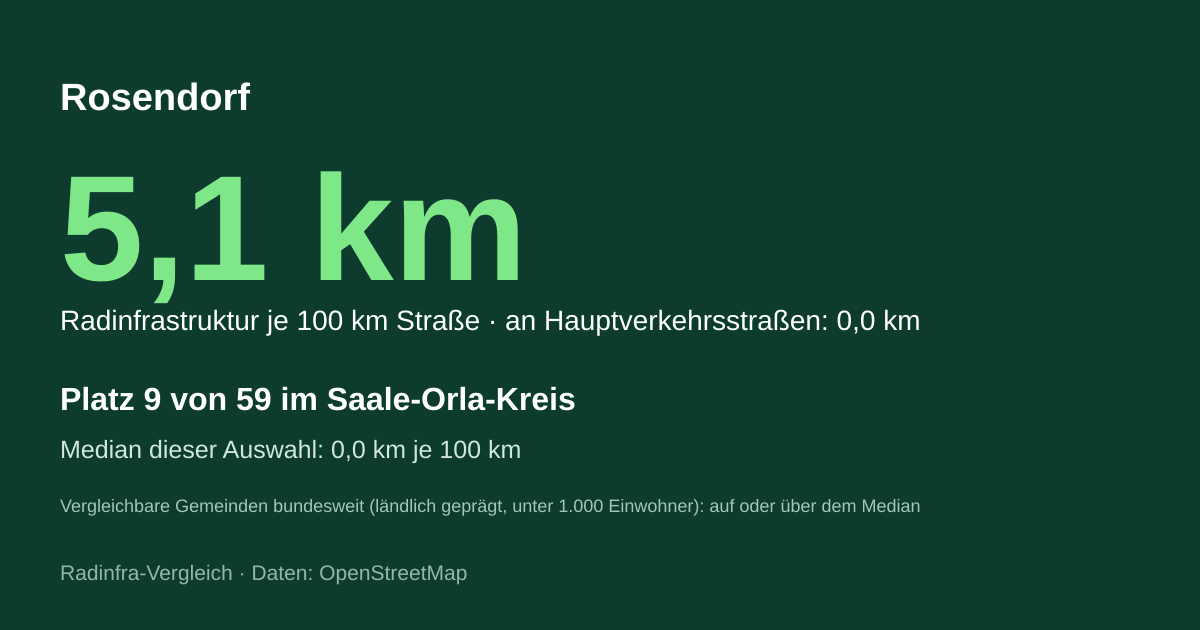 Rosendorf
5,1 km
Radinfrastruktur je 100 km Straße · an Hauptverkehrsstraßen: 0,0 km
Platz 9 von 59 im Saale-Orla-Kreis
Median dieser Auswahl: 0,0 km je 100 km
Vergleichbare Gemeinden bundesweit (ländlich geprägt, unter 1.000 Einwohner): auf oder über dem Median
Radinfra-Vergleich · Daten: OpenStreetMap